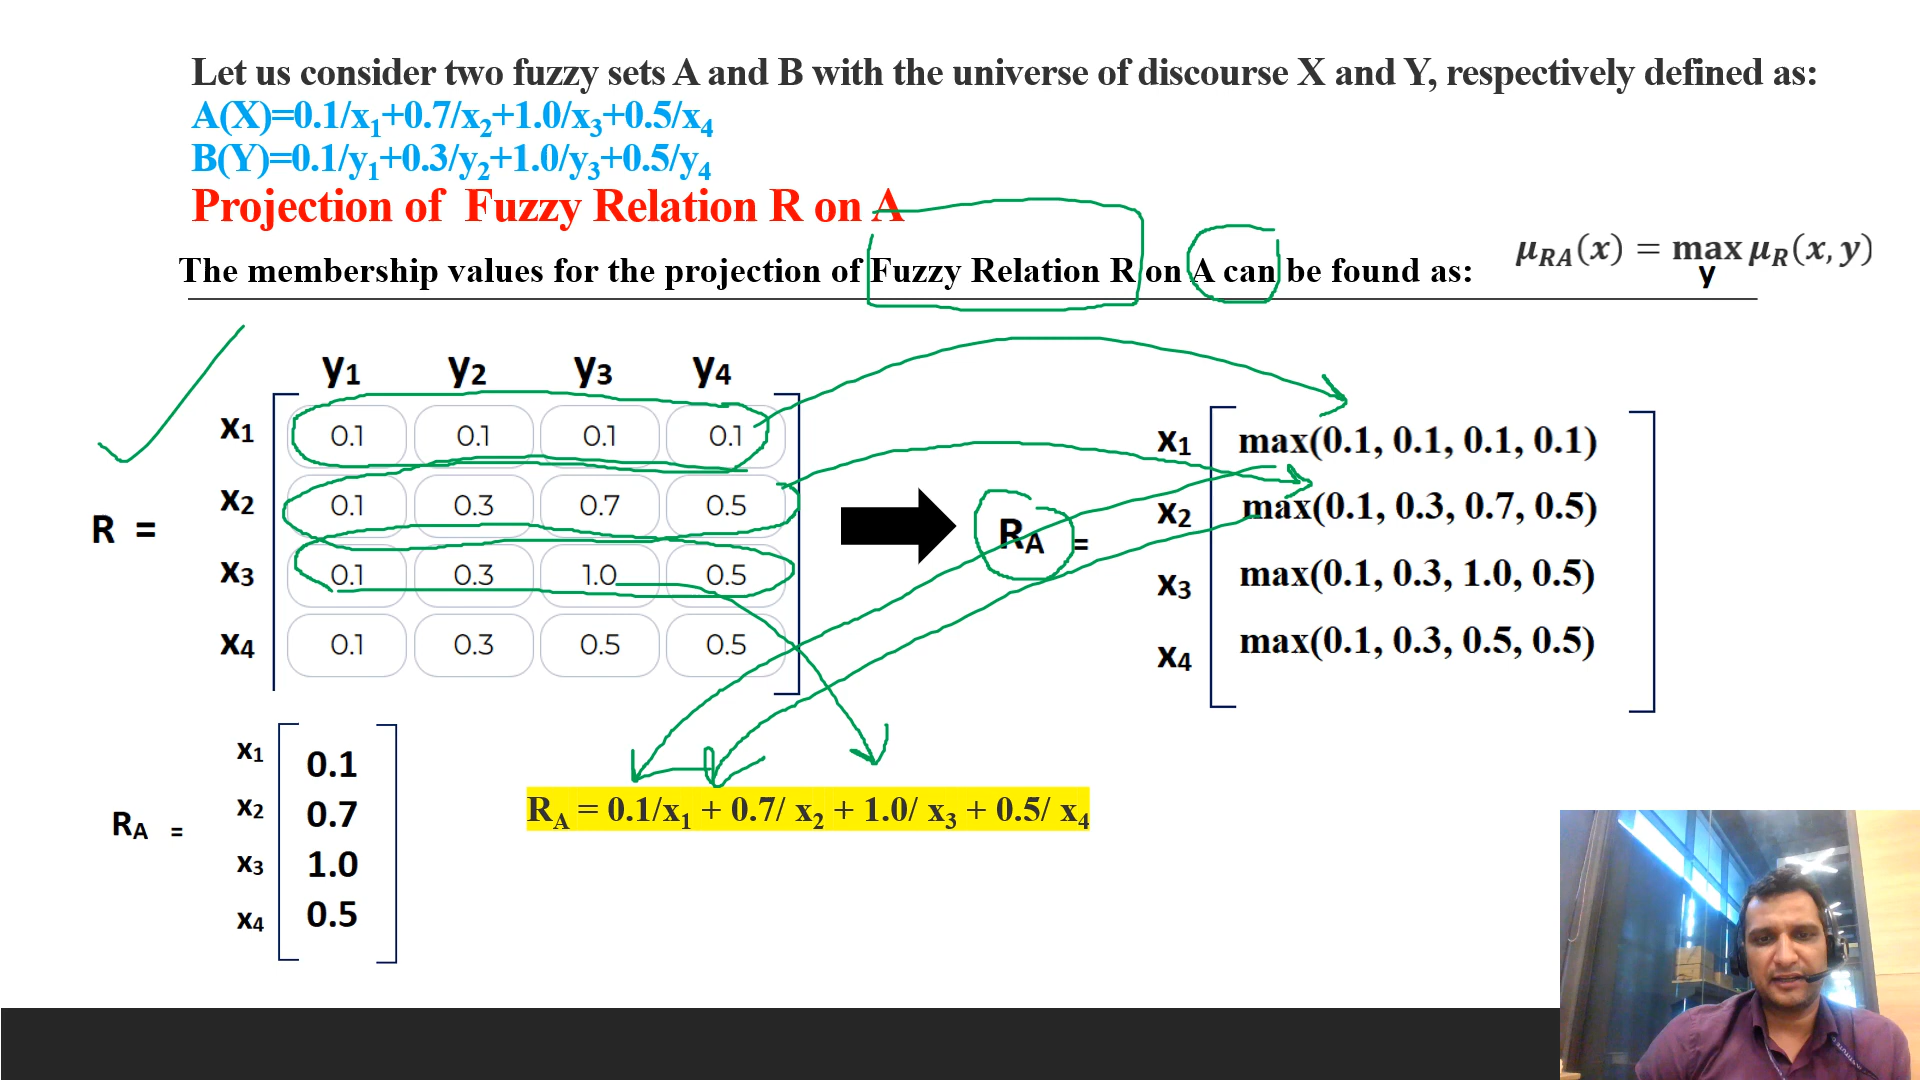 Let us consider two fuzzy sets A and B with the universe of discourse X and Y, respectively defined as:
A(X)=0.1/x₁+0.7/x₂+1.0/x₃+0.5/x₄
B(Y)=0.1/y₁+0.3/y₂+1.0/y₃+0.5/y₄
Projection of Fuzzy Relation R on A
The membership values for the projection of Fuzzy Relation R on A can be found as:
μRA(x) = max μR(x, y)
y
y₁ y₂ y₃ y₄
x₁ 0.1 0.1 0.1 0.1
x₂ 0.1 0.3 0.7 0.5
R =
x₃ 0.1 0.3 1.0 0.5
x₄ 0.1 0.3 0.5 0.5
RA =
x₁ max(0.1, 0.1, 0.1, 0.1)
x₂ max(0.1, 0.3, 0.7, 0.5)
x₃ max(0.1, 0.3, 1.0, 0.5)
x₄ max(0.1, 0.3, 0.5, 0.5)
RA =
x₁ 0.1
x₂ 0.7
x₃ 1.0
x₄ 0.5
RA = 0.1/x₁ + 0.7/ x₂ + 1.0/ x₃ + 0.5/ x₄